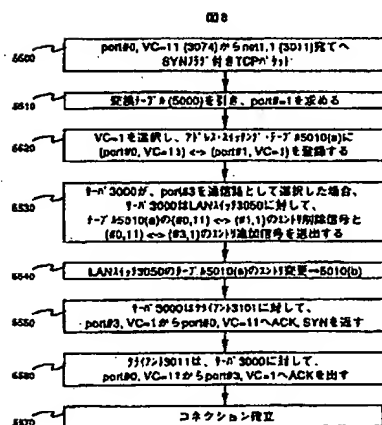 図8
5500
port#0, VC=11 (3074)からnet1.1 (3011)宛てへ
SYNフラグ付きTCPパケット
5510
変換テーブル(5000)を引き、port#=1を求める
5520
VC=1を選択し、アドレス・スイッチング・テーブル5010(a)に
(port#0, VC=11) <-> (port#1, VC=1)を登録する
5530
サーバ3000が、port#3を通信路として選択した場合、
サーバ3000はLANスイッチ3050に対して、
テーブル5010(a)の(#0,11) <-> (#1,1)のエントリ削除信号と
(#0,11) <-> (#3,1)のエントリ追加信号を送出する
5540
LANスイッチ3050のテーブル5010(a)のエントリ変更→5010(b)
5550
サーバ3000はクライアント3101に対して、
port#3, VC=1からport#0, VC=11へACK, SYNを返す
5560
クライアント3011は、サーバ3000に対して、
port#0, VC=11からport#3, VC=1へACKを出す
5570
コネクション確立